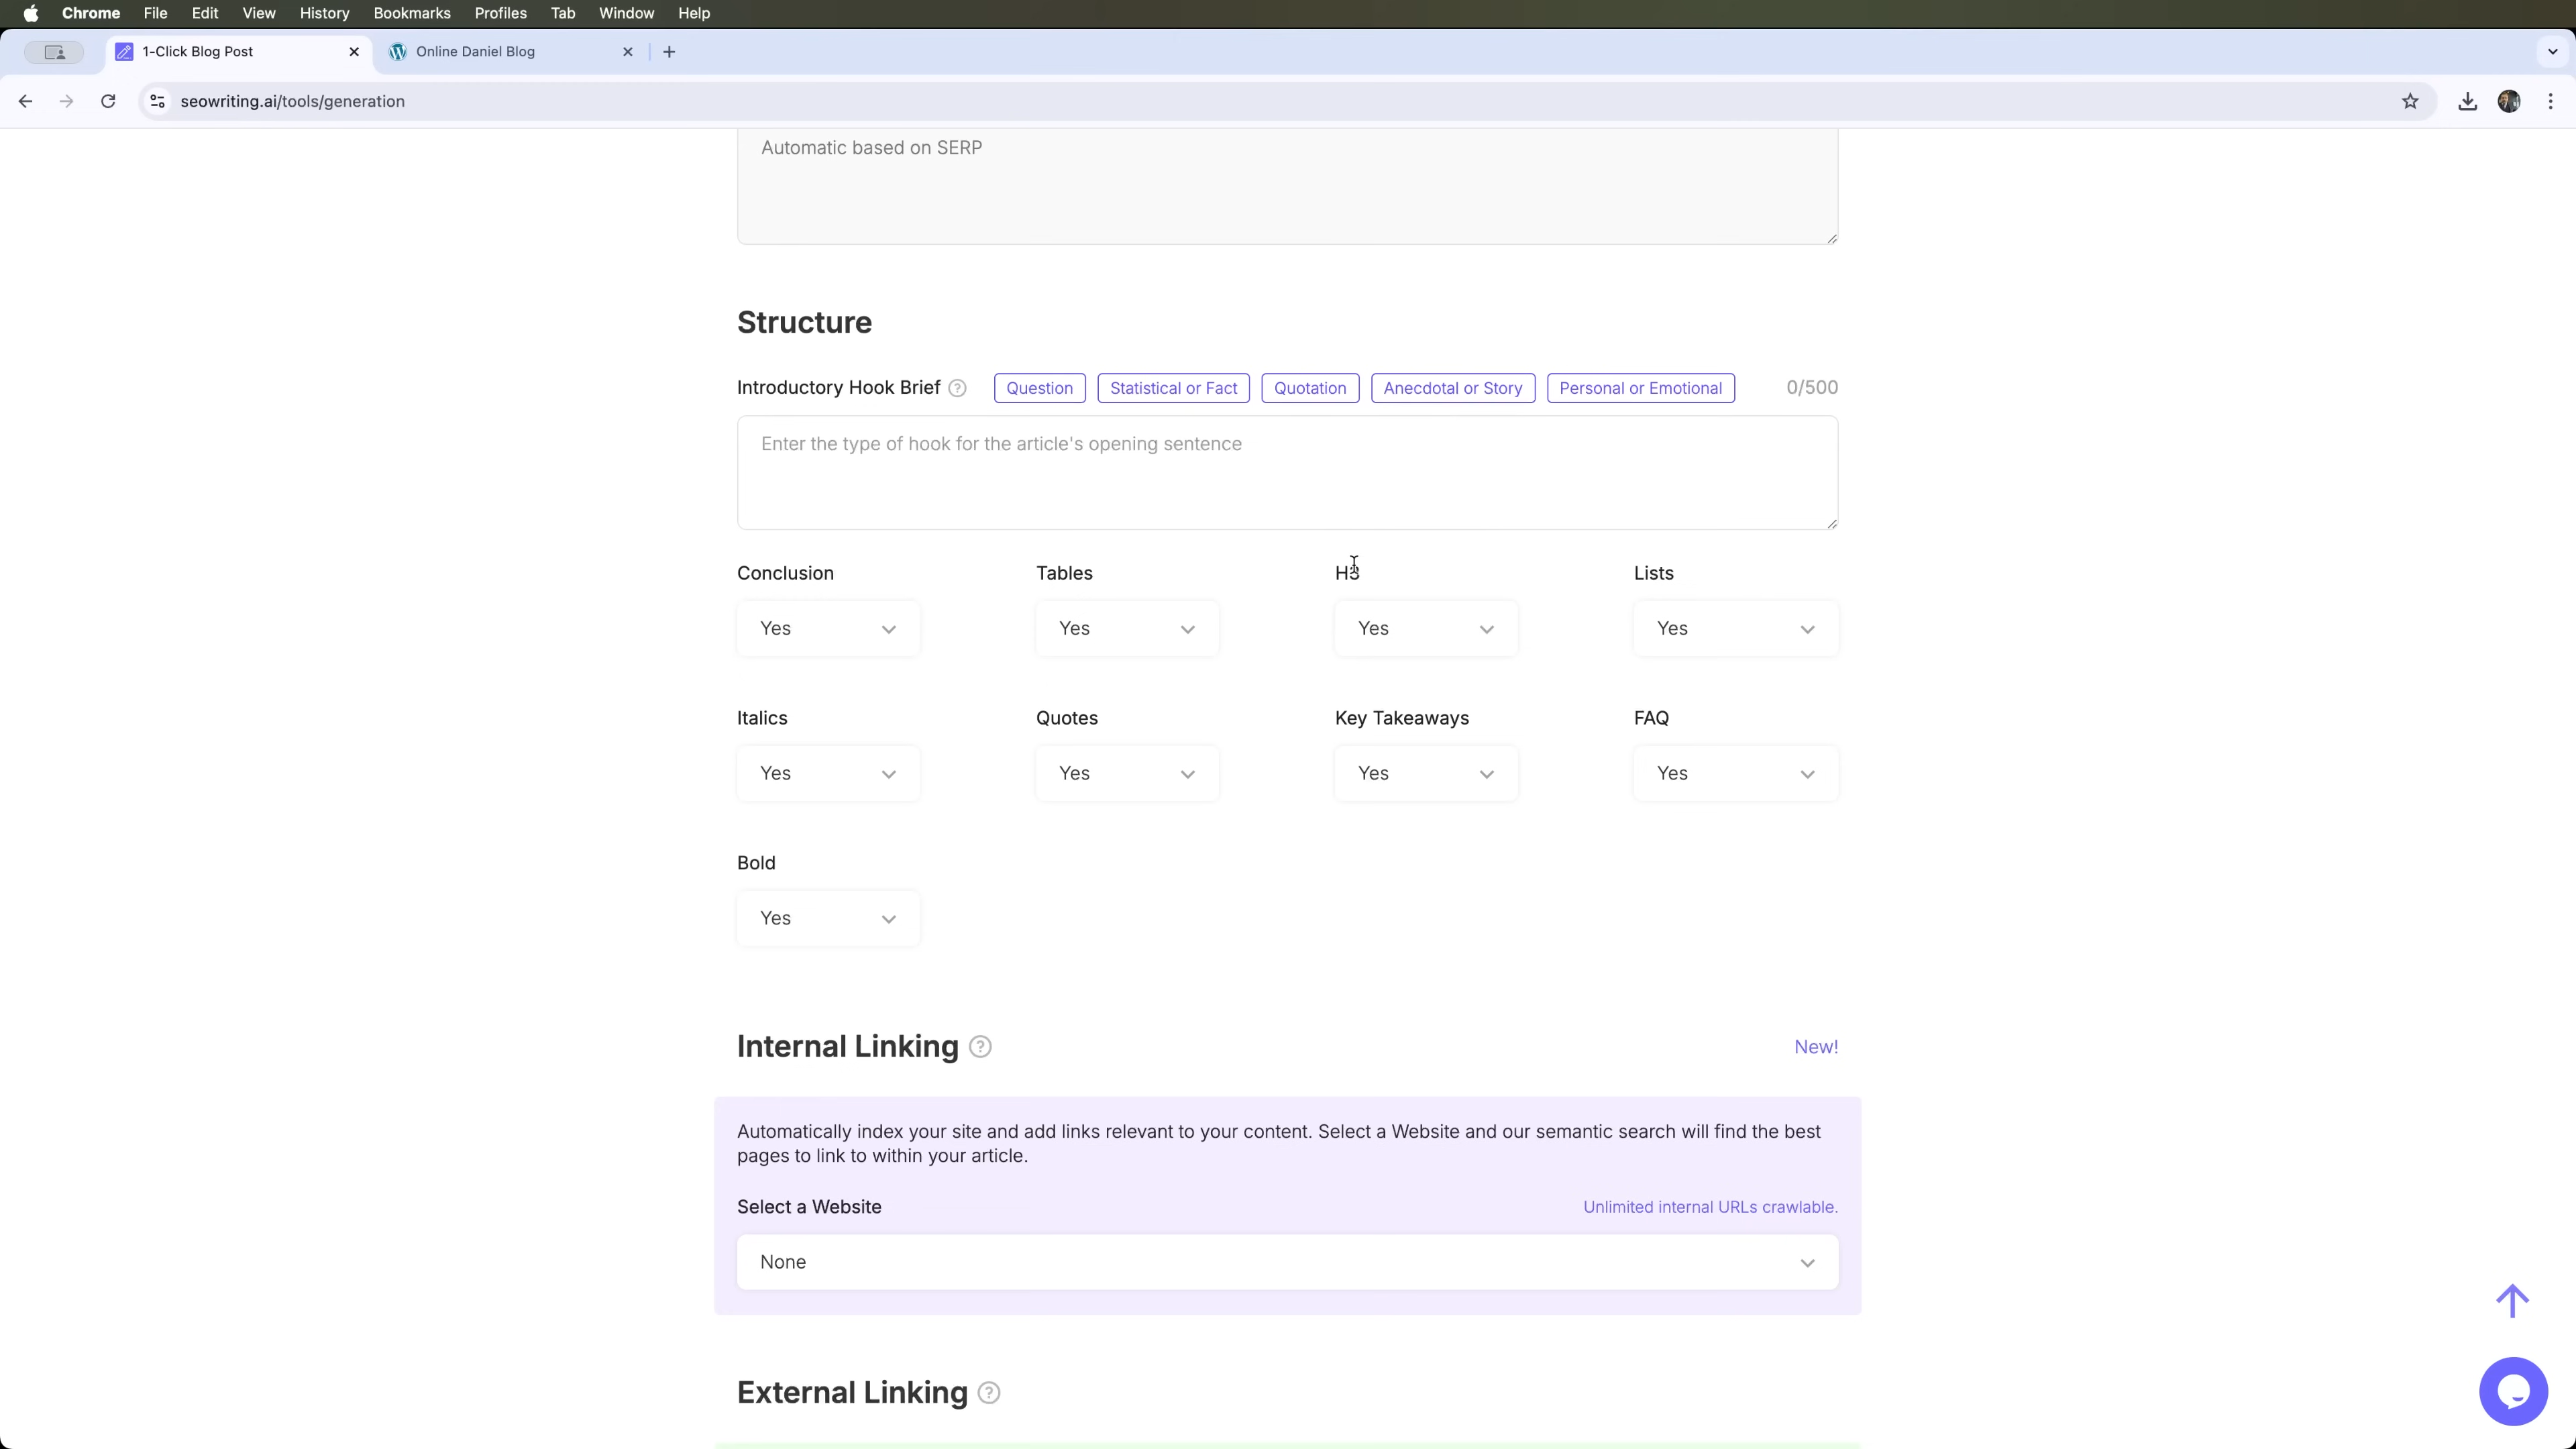 Chrome File Edit View History Bookmarks Profiles Tab Window Help
1-Click Blog Post Online Daniel Blog
seowriting.ai/tools/generation
Automatic based on SERP
Structure
Introductory Hook Brief Question Statistical or Fact Quotation Anecdotal or Story Personal or Emotional 0/500
Enter the type of hook for the article's opening sentence
Conclusion Tables H3 Lists
Yes Yes Yes Yes
Italics Quotes Key Takeaways FAQ
Yes Yes Yes Yes
Bold
Yes
Internal Linking New!
Automatically index your site and add links relevant to your content. Select a Website and our semantic search will find the best
pages to link to within your article.
Select a Website Unlimited internal URLs crawlable.
None
External Linking